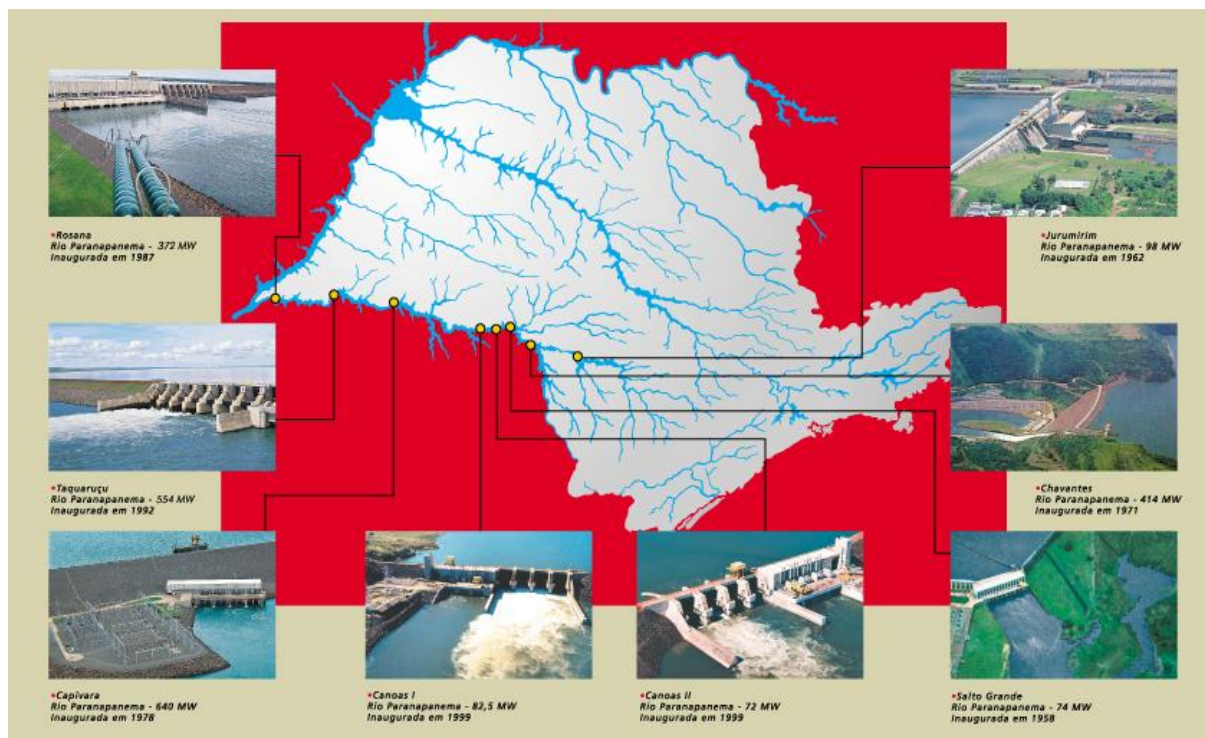 •Rosana
Rio Paranapanema - 372 MW
Inaugurada em 1987
•Jurumirim
Rio Paranapanema - 98 MW
Inaugurada em 1962
•Taquaruçu
Rio Paranapanema - 554 MW
Inaugurada em 1992
•Chavantes
Rio Paranapanema - 414 MW
Inaugurada em 1971
•Capivara
Rio Paranapanema - 640 MW
Inaugurada em 1978
•Canoas I
Rio Paranapanema - 82,5 MW
Inaugurada em 1999
•Canoas II
Rio Paranapanema - 72 MW
Inaugurada em 1999
•Salto Grande
Rio Paranapanema - 74 MW
Inaugurada em 1958